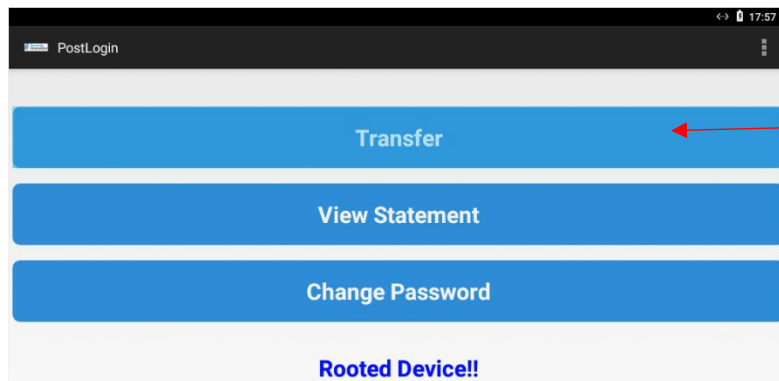 17:57
PostLogin
Transfer
View Statement
Change Password
Rooted Device!!